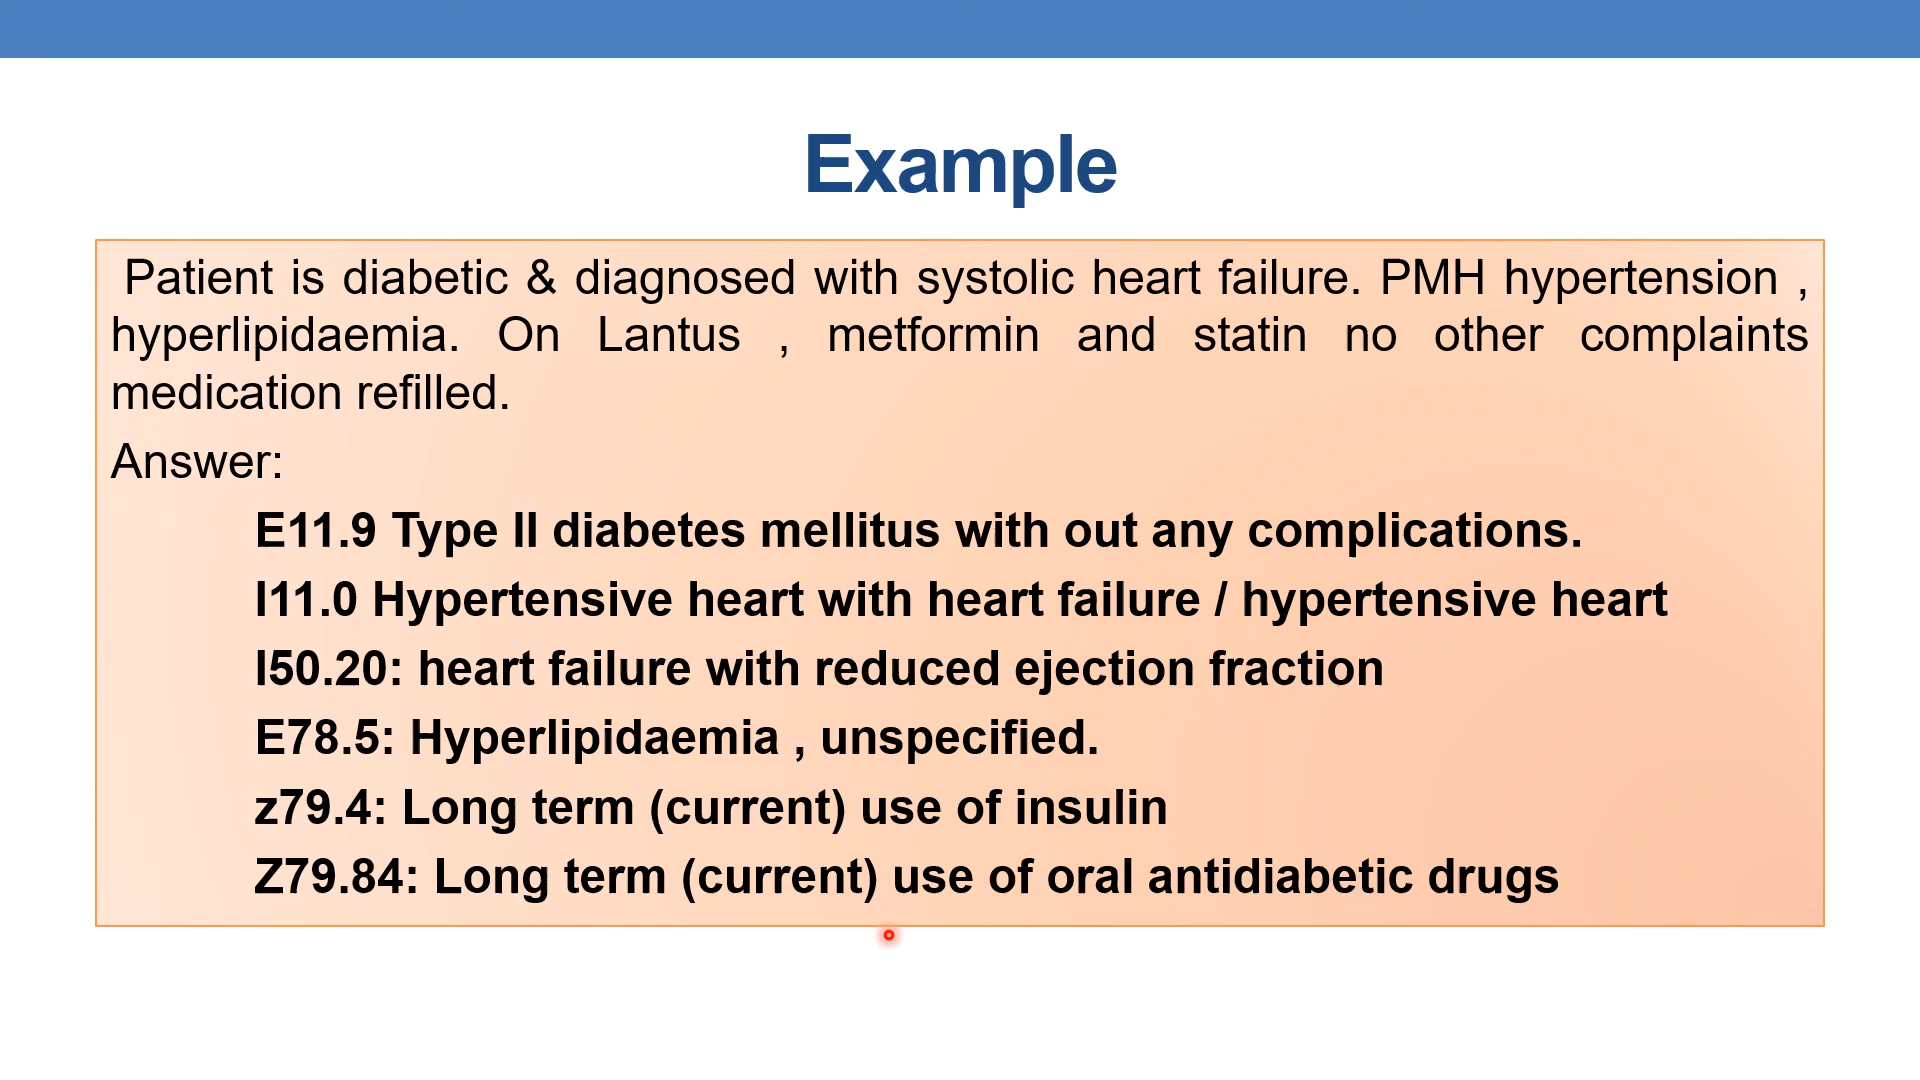 Example
Patient is diabetic & diagnosed with systolic heart failure. PMH hypertension ,
hyperlipidaemia. On Lantus , metformin and statin no other complaints
medication refilled.
Answer:
E11.9 Type II diabetes mellitus with out any complications.
I11.0 Hypertensive heart with heart failure / hypertensive heart
I50.20: heart failure with reduced ejection fraction
E78.5: Hyperlipidaemia , unspecified.
z79.4: Long term (current) use of insulin
Z79.84: Long term (current) use of oral antidiabetic drugs